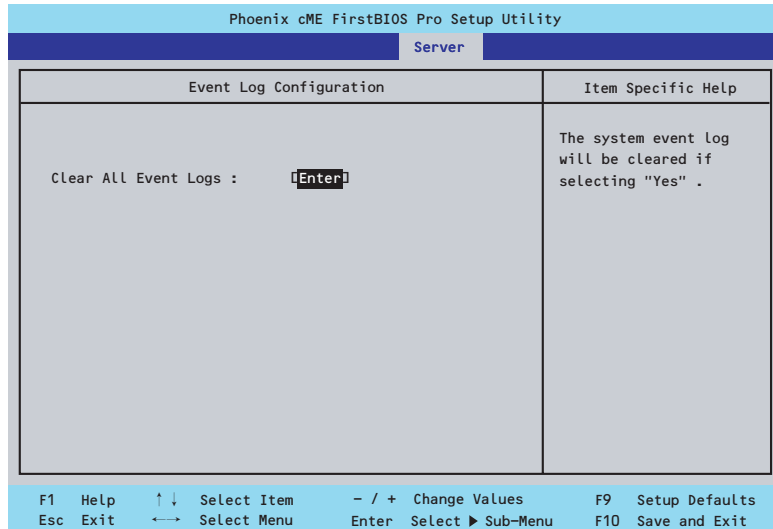 Phoenix cME FirstBIOS Pro Setup Utility
Server
Event Log Configuration
Item Specific Help
The system event log
will be cleared if
selecting "Yes" .
Clear All Event Logs : [Enter]
F1 Help ↑↓ Select Item - / + Change Values F9 Setup Defaults
Esc Exit ←→ Select Menu Enter Select ▶ Sub-Menu F10 Save and Exit